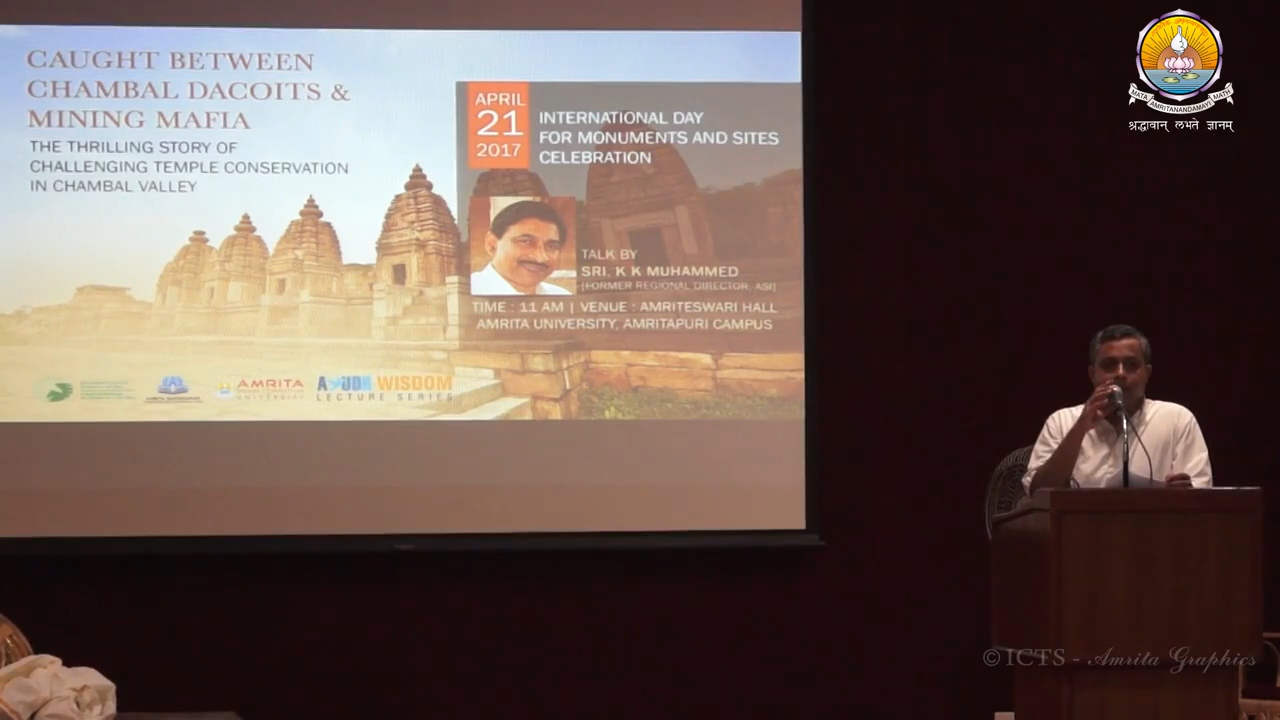 CAUGHT BETWEEN
CHAMBAL DACOITS &
MINING MAFIA
THE THRILLING STORY OF
CHALLENGING TEMPLE CONSERVATION
IN CHAMBAL VALLEY
APRIL
21
2017
INTERNATIONAL DAY
FOR MONUMENTS AND SITES
CELEBRATION
TALK BY
SRI. K K MUHAMMED
[FORMER REGIONAL DIRECTOR, ASI]
TIME : 11 AM | VENUE : AMRITESWARI HALL
AMRITA UNIVERSITY, AMRITAPURI CAMPUS
AMRITA
UNIVERSITY
AYUDH WISDOM
LECTURE SERIES
MATA AMRITANANDAMAYI MATH
श्रद्धावान् लभते ज्ञानम्
© ICTS - Amrita Graphics